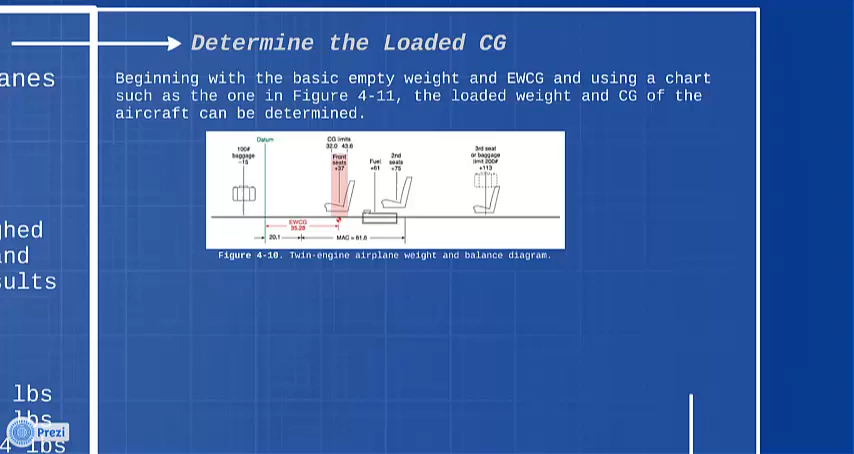 Determine the Loaded CG
anes
Beginning with the basic empty weight and EWCG and using a chart
such as the one in Figure 4-11, the loaded weight and CG of the
aircraft can be determined.
Datum
CG limits
32.0 43.6
100#
baggage
-15
Front
seats
+37
Fuel
+61
2nd
seats
+75
3rd seat
or baggage
limit 200#
+113
EWCG
35.28
20.1
MAC = 61.6
Figure 4-10. Twin-engine airplane weight and balance diagram.
ghed
and
sults
lbs
lbs
4 lbs
Prezi